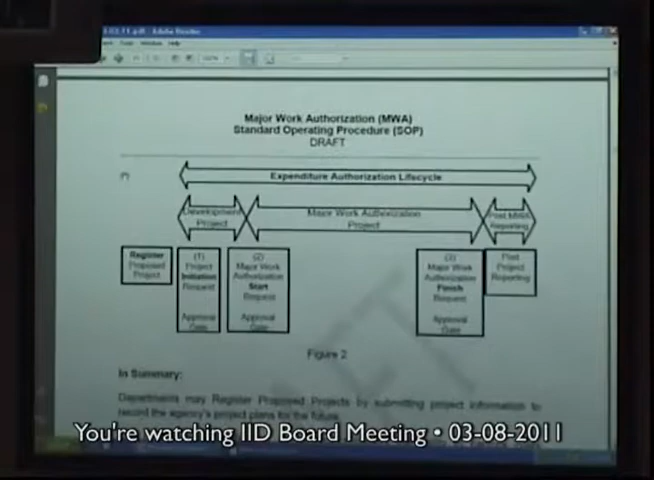 Adobe Reader
Major Work Authorization (MWA)
Standard Operating Procedure (SOP)
DRAFT
Expenditure Authorization Lifecycle
Development
Project
Major Work Authorization
Project
Post MWA
Reporting
Register
Proposed
Project
(1)
Project
Initiation
Request
Approval
Gate
(2)
Major Work
Authorization
Start
Request
Approval
Gate
(3)
Major Work
Authorization
Finish
Request
Approval
Gate
Post
Project
Reporting
Figure 2
In Summary:
Departments may Register Proposed Projects by submitting project information to
record the agency's project plans for the future.
You're watching IID Board Meeting • 03-08-2011